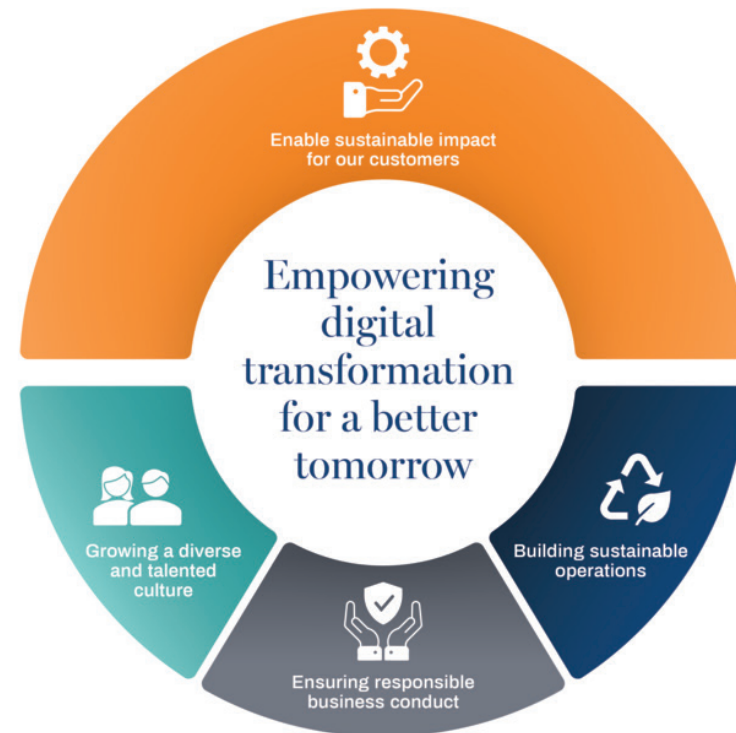 Enable sustainable impact
for our customers
Empowering
digital
transformation
for a better
tomorrow
Growing a diverse
and talented
culture
Building sustainable
operations
Ensuring responsible
business conduct